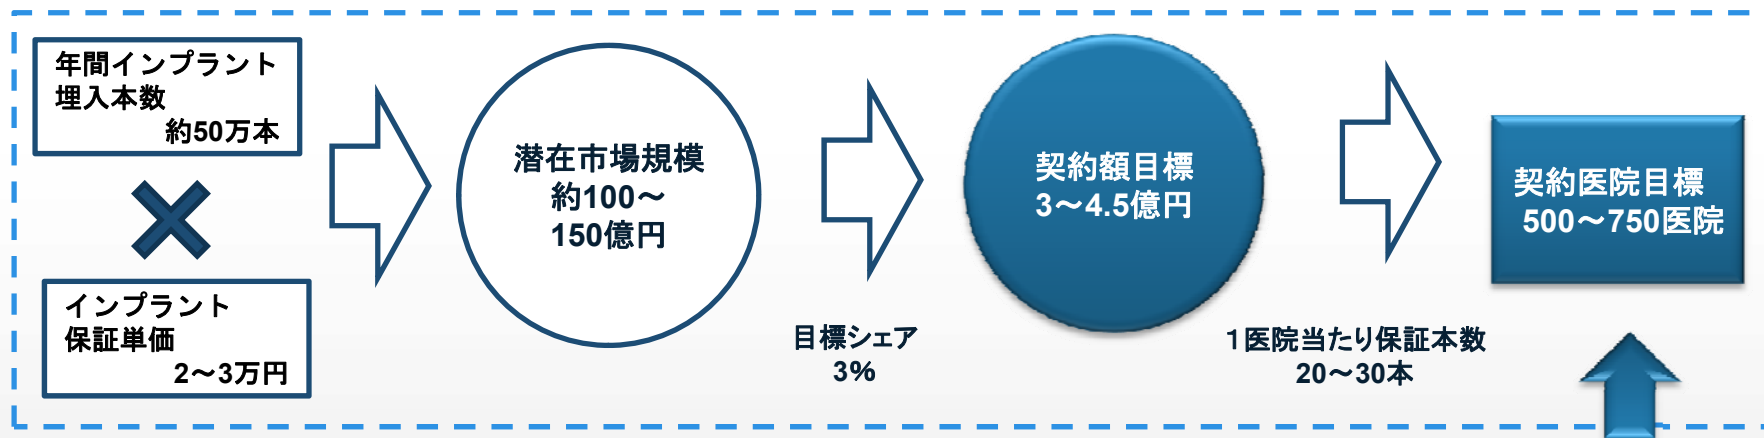 年間インプラント
埋入本数
約50万本
インプラント
保証単価
2～3万円
潜在市場規模
約100～
150億円
目標シェア
3%
契約額目標
3～4.5億円
１医院当たり保証本数
20～30本
契約医院目標
500～750医院